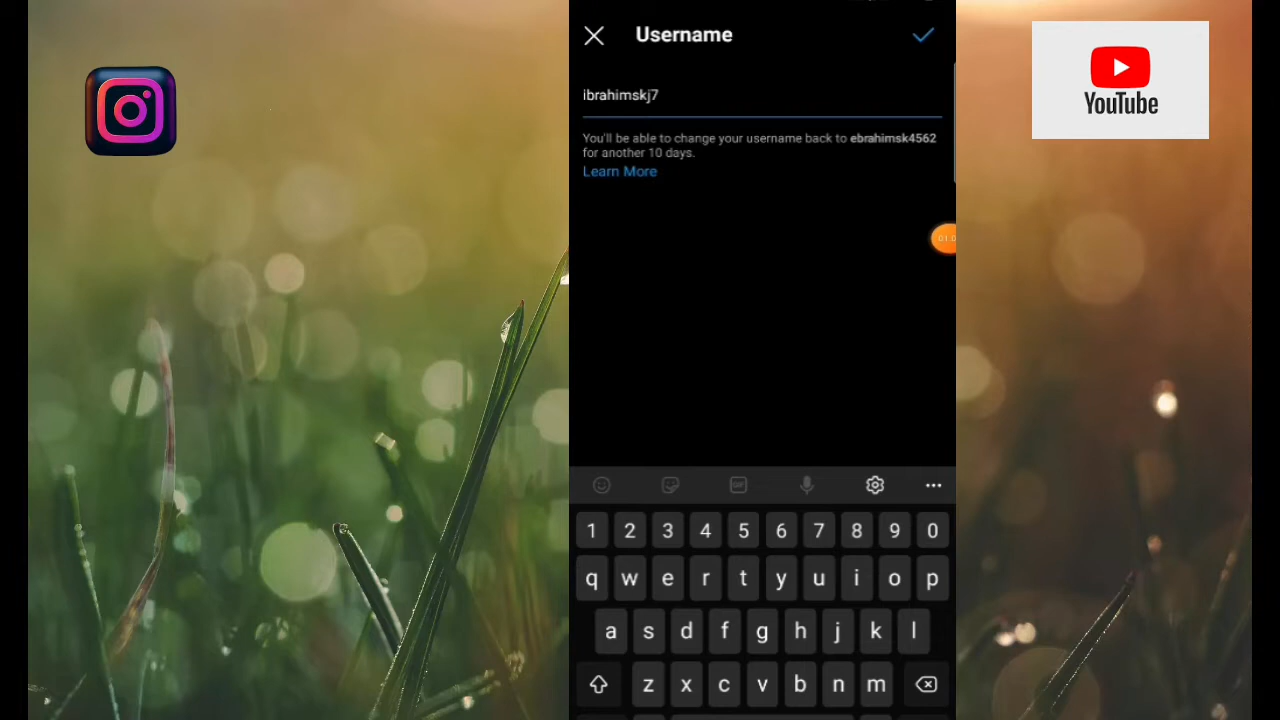 Username
ibrahimskj7
You'll be able to change your username back to ebrahimsk4562
for another 10 days.
Learn More
YouTube
GIF
1 2 3 4 5 6 7 8 9 0
q w e r t y u i o p
a s d f g h j k l
z x c v b n m